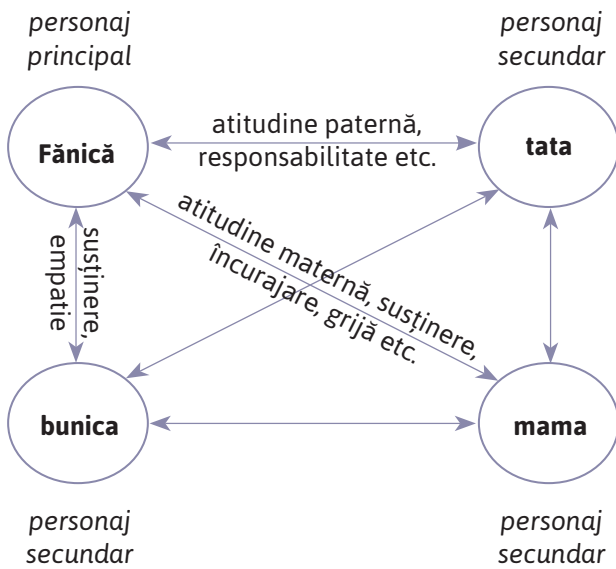 personaj
principal
personaj
secundar
Fănică
atitudine paternă,
responsabilitate etc.
tata
atitudine maternă, susținere,
încurajare, grijă etc.
susținere,
empatie
bunica
mama
personaj
secundar
personaj
secundar